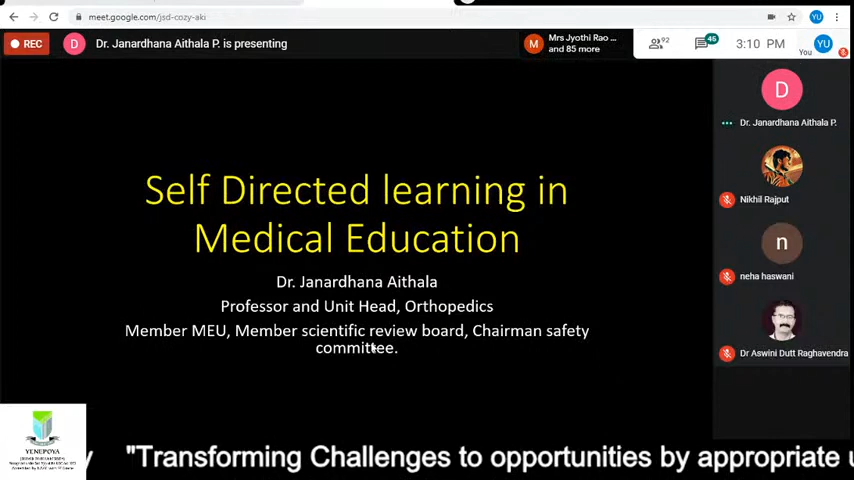 meet.google.com/jsd-cozy-aki
YU
REC
D
Dr. Janardhana Aithala P. is presenting
M
Mrs Jyothi Rao ...
and 85 more
92
46
3:10 PM
You
YU
D
Dr. Janardhana Aithala P.
Nikhil Rajput
n
neha haswani
Dr Aswini Dutt Raghavendra
Self Directed learning in
Medical Education
Dr. Janardhana Aithala
Professor and Unit Head, Orthopedics
Member MEU, Member scientific review board, Chairman safety
committee.
YENEPOYA
y "Transforming Challenges to opportunities by appropriate u